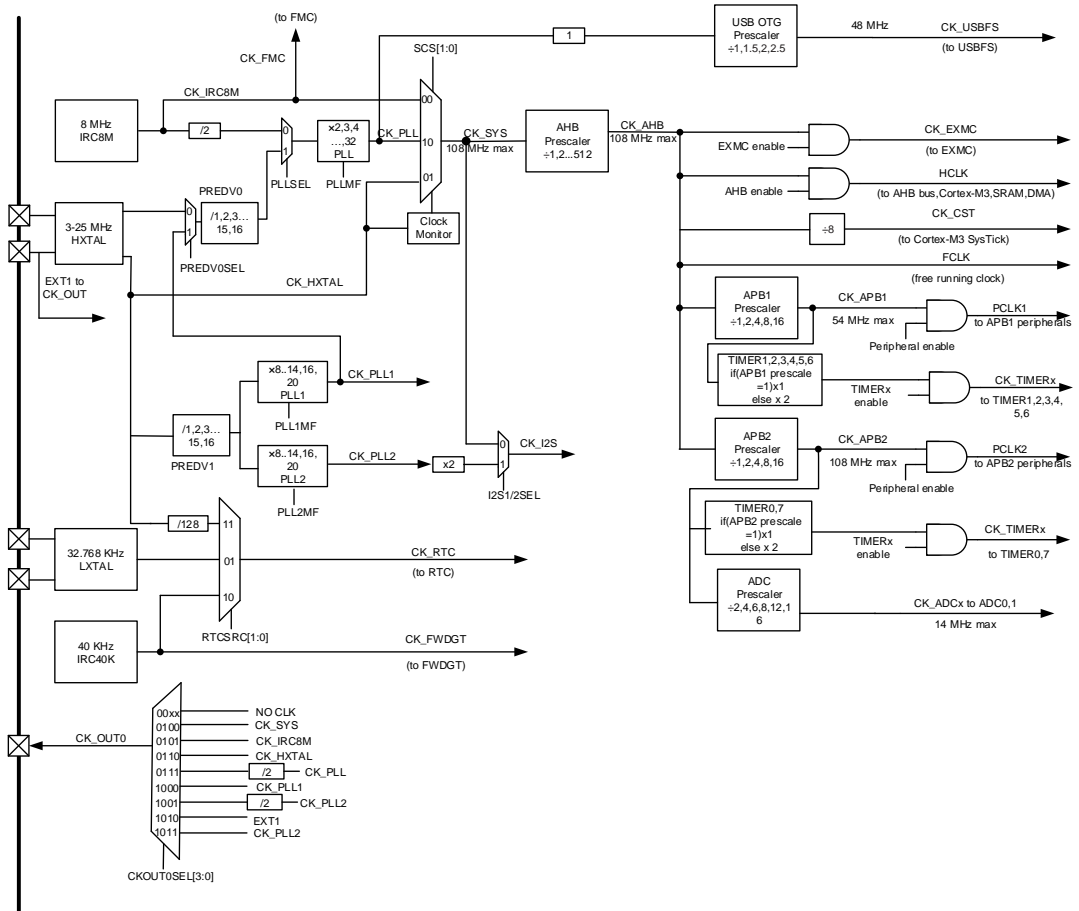 (to FMC)
CK_FMC
SCS[1:0]
CK_IRC8M
8 MHz
IRC8M
/2
0
1
PLLSEL
×2,3,4
…,32
PLL
PLLMF
CK_PLL
00
10
01
CK_SYS
108 MHz max
Clock
Monitor
1
USB OTG
Prescaler
÷1,1.5,2,2.5
48 MHz
CK_USBFS
(to USBFS)
AHB
Prescaler
÷1,2...512
CK_AHB
108 MHz max
EXMC enable
CK_EXMC
(to EXMC)
AHB enable
HCLK
(to AHB bus,Cortex-M3,SRAM,DMA)
÷8
CK_CST
(to Cortex-M3 SysTick)
FCLK
(free running clock)
APB1
Prescaler
÷1,2,4,8,16
CK_APB1
54 MHz max
Peripheral enable
PCLK1
to APB1 peripherals
TIMER1,2,3,4,5,6
if(APB1 prescale
=1)x1
else x 2
TIMERx
enable
CK_TIMERx
to TIMER1,2,3,4,
5,6
APB2
Prescaler
÷1,2,4,8,16
CK_APB2
108 MHz max
Peripheral enable
PCLK2
to APB2 peripherals
TIMER0,7
if(APB2 prescale
=1)x1
else x 2
TIMERx
enable
CK_TIMERx
to TIMER0,7
ADC
Prescaler
÷2,4,6,8,12,1
6
CK_ADCx to ADC0,1
14 MHz max
3-25 MHz
HXTAL
EXT1 to
CK_OUT
PREDV0
0
1
/1,2,3…
15,16
PREDV0SEL
CK_HXTAL
×8..14,16,
20
PLL1
CK_PLL1
PLL1MF
/1,2,3…
15,16
PREDV1
×8..14,16,
20
PLL2
CK_PLL2
PLL2MF
x2
0
1
CK_I2S
I2S1/2SEL
/128
11
01
10
32.768 KHz
LXTAL
CK_RTC
(to RTC)
RTCSRC[1:0]
40 KHz
IRC40K
CK_FWDGT
(to FWDGT)
CK_OUT0
00xx
NO CLK
0100
CK_SYS
0101
CK_IRC8M
0110
CK_HXTAL
0111
/2
CK_PLL
1000
CK_PLL1
1001
/2
CK_PLL2
1010
EXT1
1011
CK_PLL2
CKOUT0SEL[3:0]